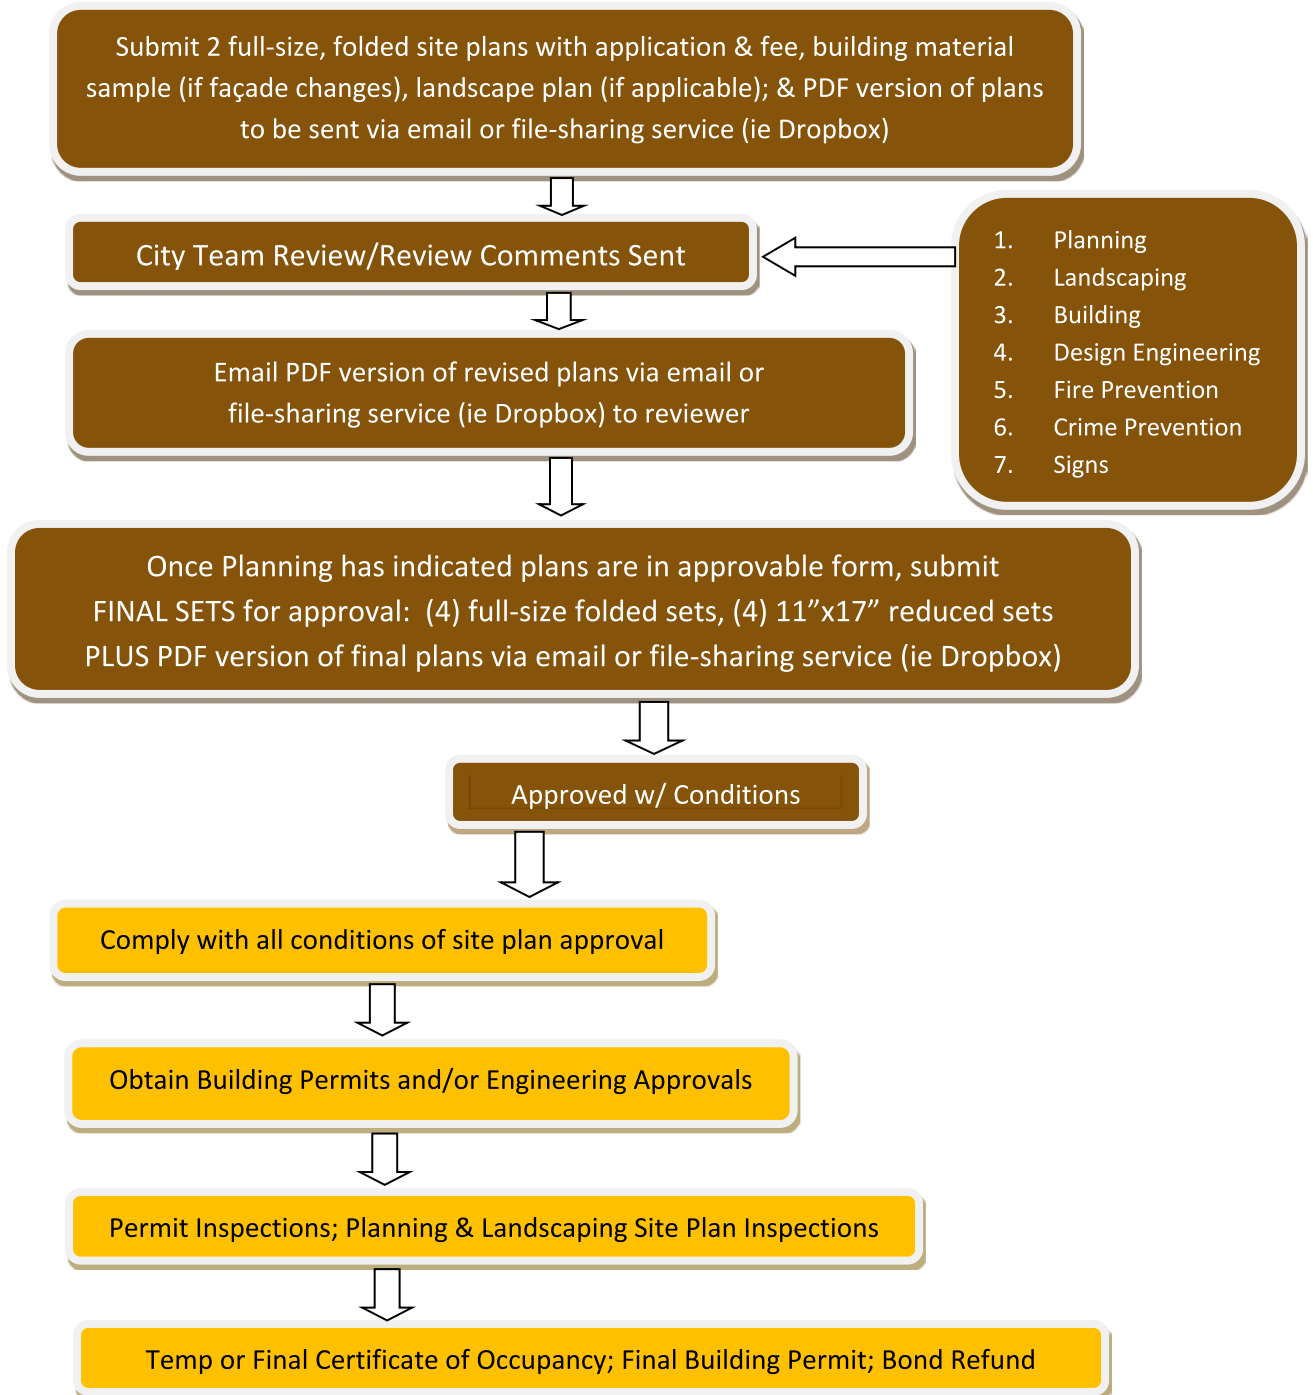 Submit 2 full-size, folded site plans with application & fee, building material
sample (if façade changes), landscape plan (if applicable); & PDF version of plans
to be sent via email or file-sharing service (ie Dropbox)
City Team Review/Review Comments Sent
1. Planning
2. Landscaping
3. Building
4. Design Engineering
5. Fire Prevention
6. Crime Prevention
7. Signs
Email PDF version of revised plans via email or
file-sharing service (ie Dropbox) to reviewer
Once Planning has indicated plans are in approvable form, submit
FINAL SETS for approval:  (4) full-size folded sets, (4) 11”x17” reduced sets
PLUS PDF version of final plans via email or file-sharing service (ie Dropbox)
Approved w/ Conditions
Comply with all conditions of site plan approval
Obtain Building Permits and/or Engineering Approvals
Permit Inspections; Planning & Landscaping Site Plan Inspections
Temp or Final Certificate of Occupancy; Final Building Permit; Bond Refund